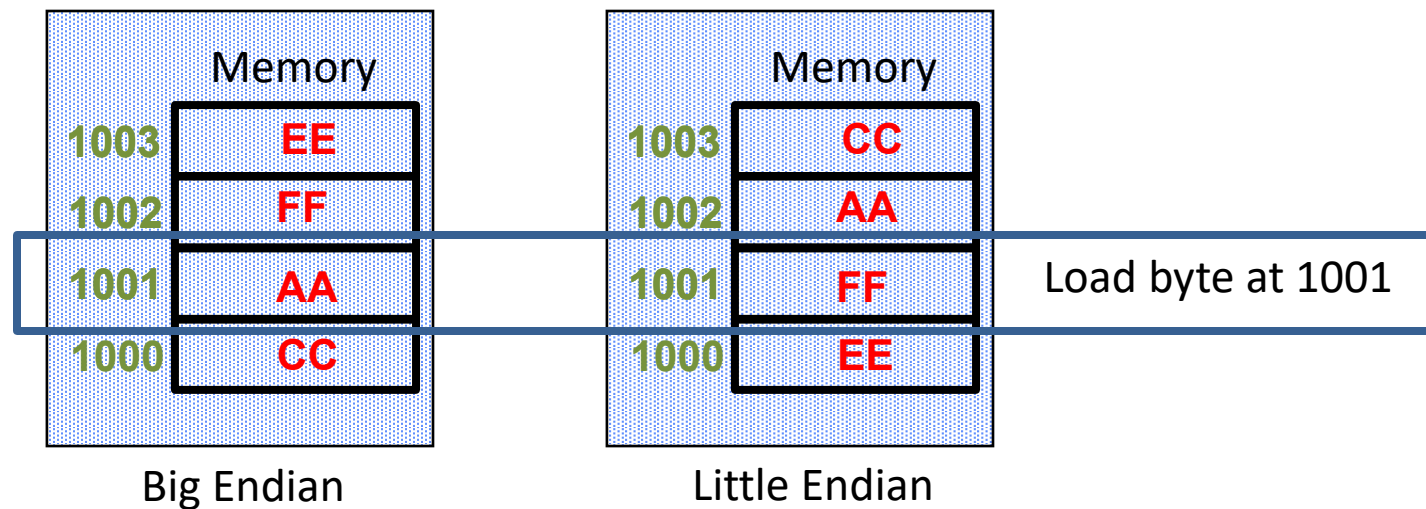 Memory
1003 EE
1002 FF
1001 AA
1000 CC
Big Endian
Memory
1003 CC
1002 AA
1001 FF
1000 EE
Little Endian
Load byte at 1001